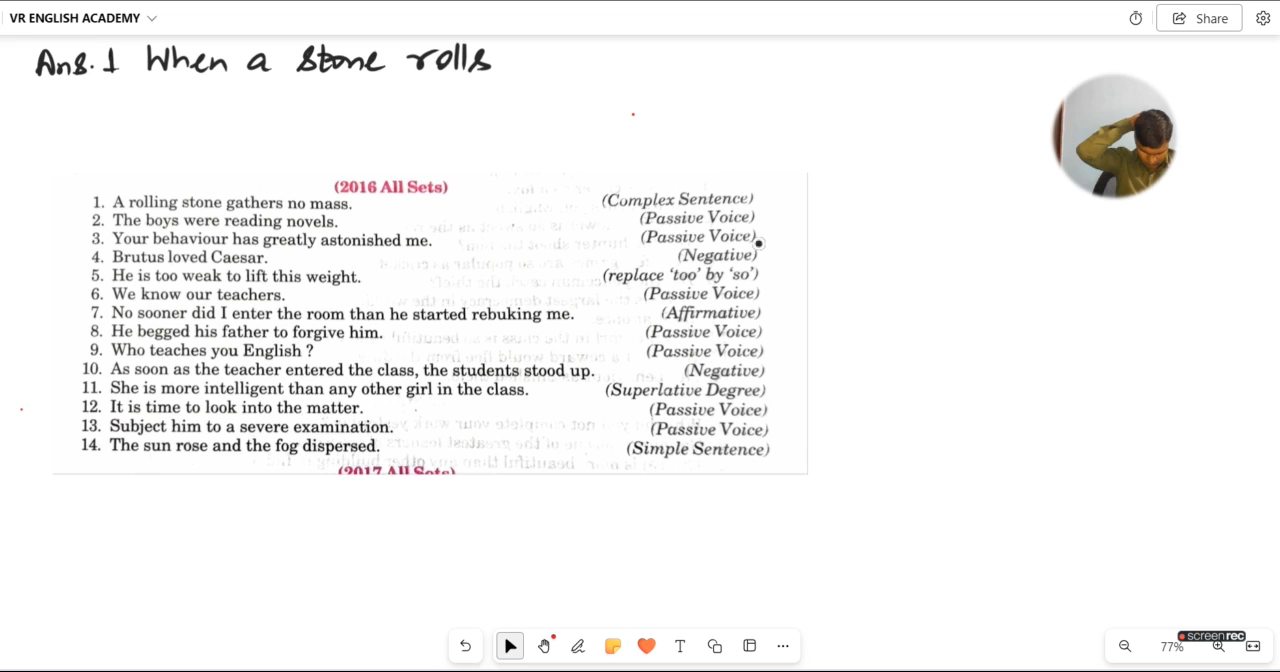 VR ENGLISH ACADEMY
Share
Ans. 1 When a stone rolls
(2016 All Sets)
1. A rolling stone gathers no mass. (Complex Sentence)
2. The boys were reading novels. (Passive Voice)
3. Your behaviour has greatly astonished me. (Passive Voice)
4. Brutus loved Caesar. (Negative)
5. He is too weak to lift this weight. (replace 'too' by 'so')
6. We know our teachers. (Passive Voice)
7. No sooner did I enter the room than he started rebuking me. (Affirmative)
8. He begged his father to forgive him. (Passive Voice)
9. Who teaches you English ? (Passive Voice)
10. As soon as the teacher entered the class, the students stood up. (Negative)
11. She is more intelligent than any other girl in the class. (Superlative Degree)
12. It is time to look into the matter. (Passive Voice)
13. Subject him to a severe examination. (Passive Voice)
14. The sun rose and the fog dispersed. (Simple Sentence)
(2017 All Sets)
T
77%
screenrec